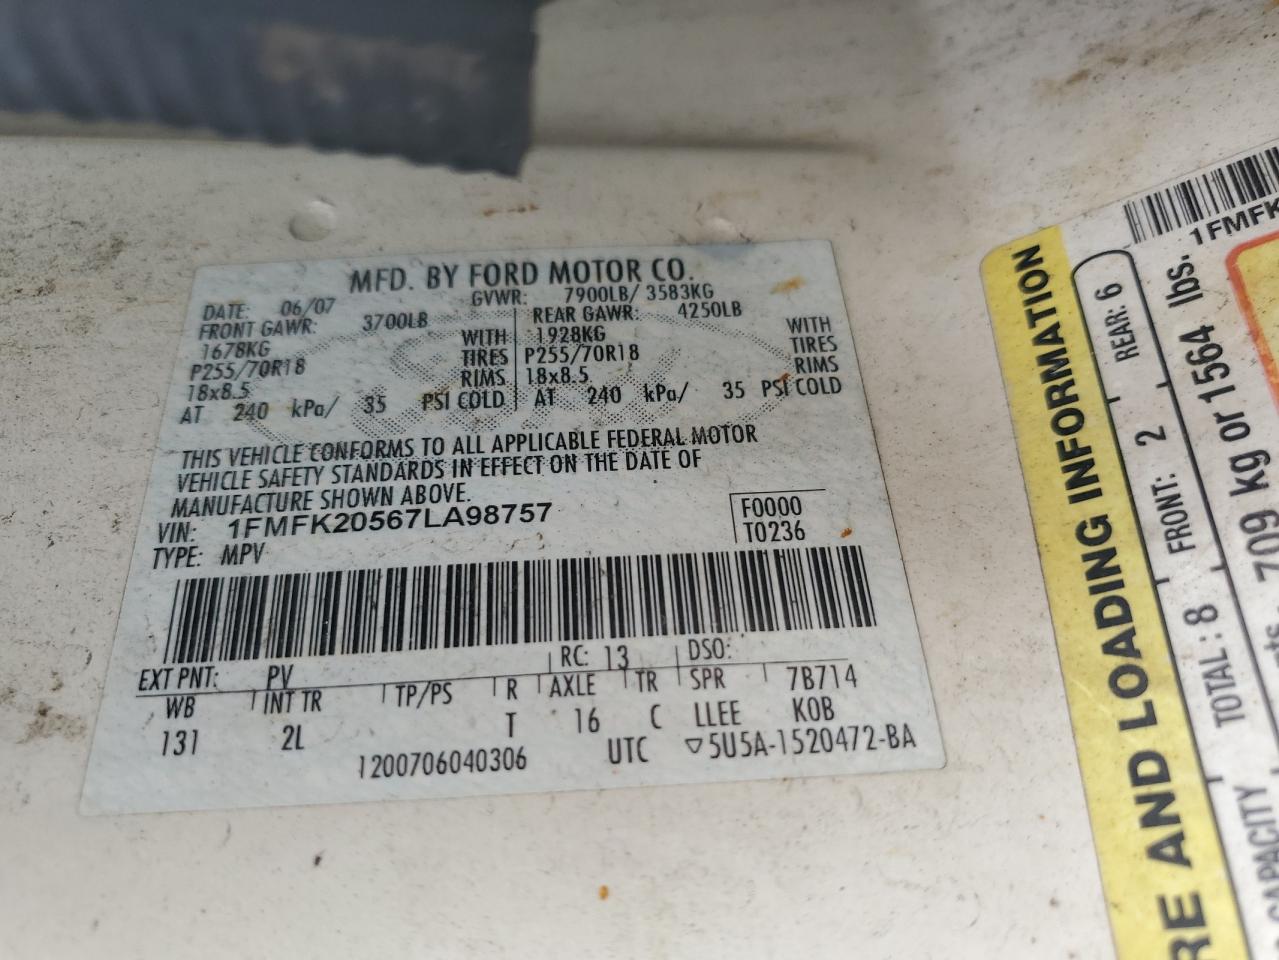 MFD. BY FORD MOTOR CO.
DATE: 06/07 GVWR: 7900LB/ 3583KG
FRONT GAWR: 3700LB REAR GAWR: 4250LB
1678KG WITH 1928KG WITH
P255/70R18 TIRES P255/70R18 TIRES
18x8.5 RIMS 18x8.5 RIMS
AT 240 kPa/ 35 PSI COLD AT 240 kPa/ 35 PSI COLD
THIS VEHICLE CONFORMS TO ALL APPLICABLE FEDERAL MOTOR
VEHICLE SAFETY STANDARDS IN EFFECT ON THE DATE OF
MANUFACTURE SHOWN ABOVE.
VIN: 1FMFK20567LA98757 F0000
TYPE: MPV T0236
EXT PNT: PV RC: 13 DSO:
WB INT TR TP/PS R AXLE TR SPR 7B714
131 2L T 16 C LLEE KOB
1200706040306 UTC ▽5U5A-1520472-BA
1FMFK
RE AND LOADING INFORMATION
CAPACITY TOTAL: 8 FRONT: 2 REAR: 6
709 kg or 1564 lbs.